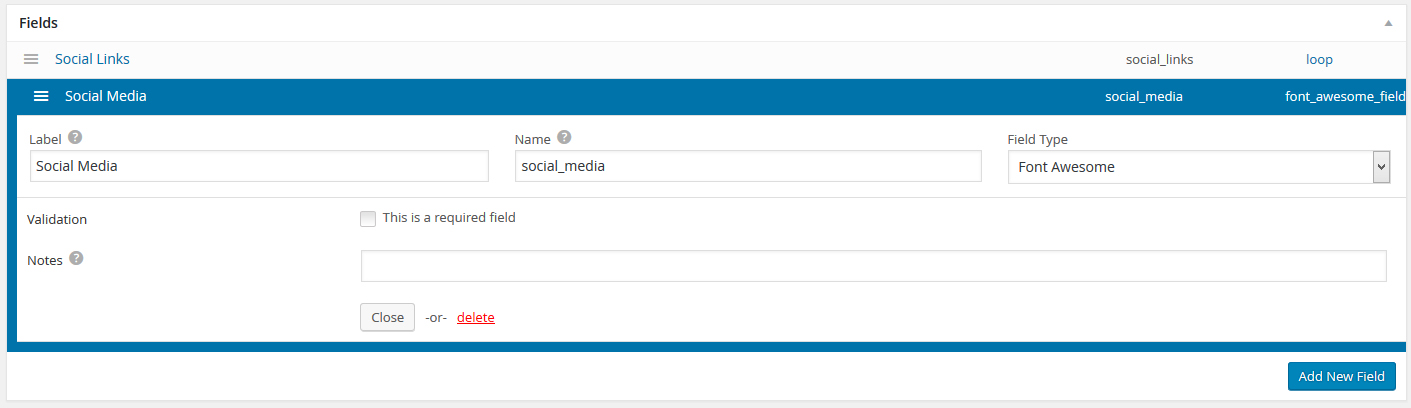 Fields
Social Links social_links loop
Social Media social_media font_awesome_field
Label ? Name ? Field Type
Social Media social_media Font Awesome
Validation This is a required field
Notes ?
Close -or- delete
Add New Field